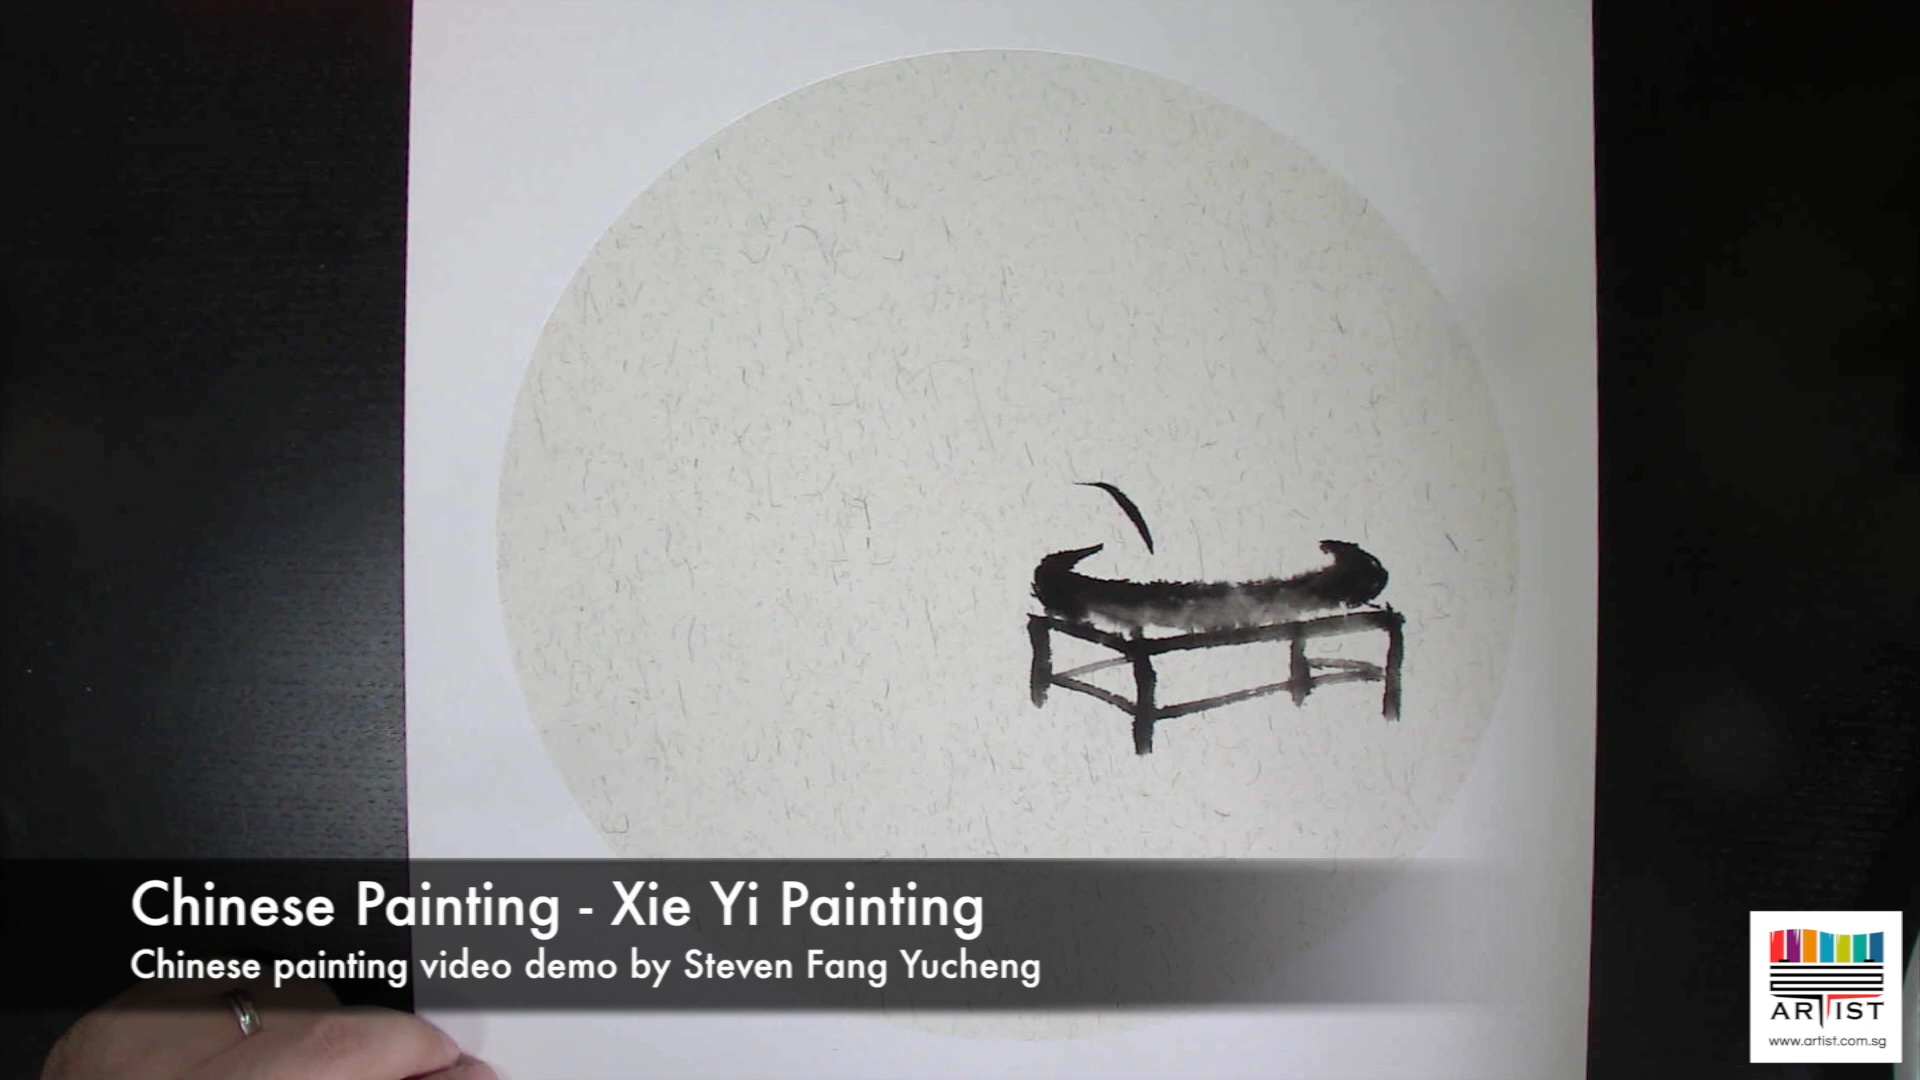 Chinese Painting - Xie Yi Painting
Chinese painting video demo by Steven Fang Yucheng
ARTIST
www.artist.com.sg